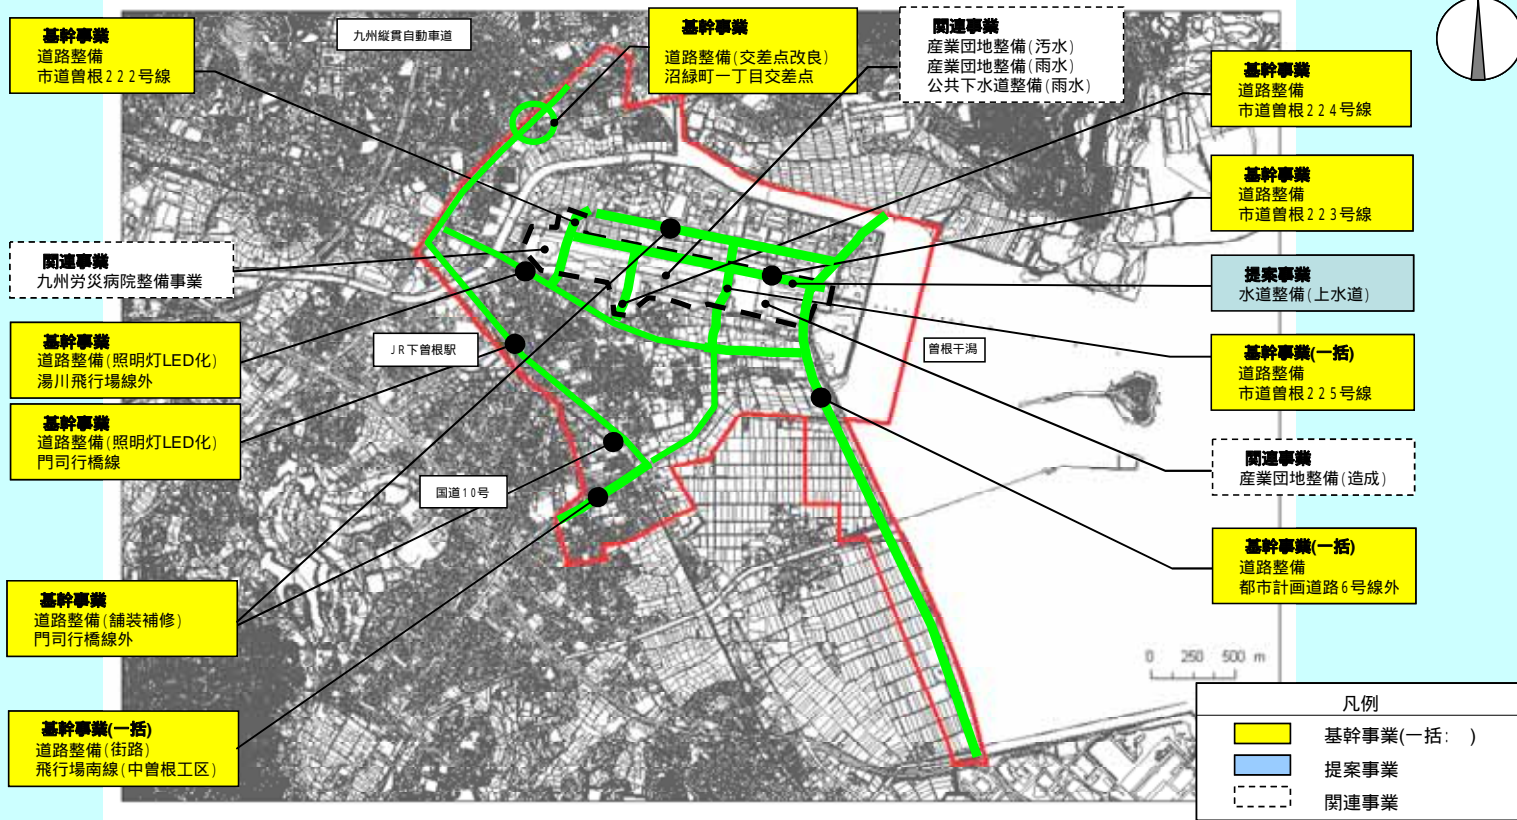 基幹事業
道路整備
市道曽根222号線
九州縦貫自動車道
基幹事業
道路整備(交差点改良)
沼緑町一丁目交差点
関連事業
産業団地整備(汚水)
産業団地整備(雨水)
公共下水道整備(雨水)
基幹事業
道路整備
市道曽根224号線
基幹事業
道路整備
市道曽根223号線
関連事業
九州労災病院整備事業
提案事業
水道整備(上水道)
基幹事業
道路整備(照明灯LED化)
湯川飛行場線外
JR下曽根駅
曽根干潟
基幹事業(一括)
道路整備
市道曽根225号線
基幹事業
道路整備(照明灯LED化)
門司行橋線
関連事業
産業団地整備(造成)
国道10号
基幹事業(一括)
道路整備
都市計画道路6号線外
基幹事業
道路整備(舗装補修)
門司行橋線外
0 250 500 m
基幹事業(一括)
道路整備(街路)
飛行場南線(中曽根工区)
凡例
基幹事業(一括: )
提案事業
関連事業